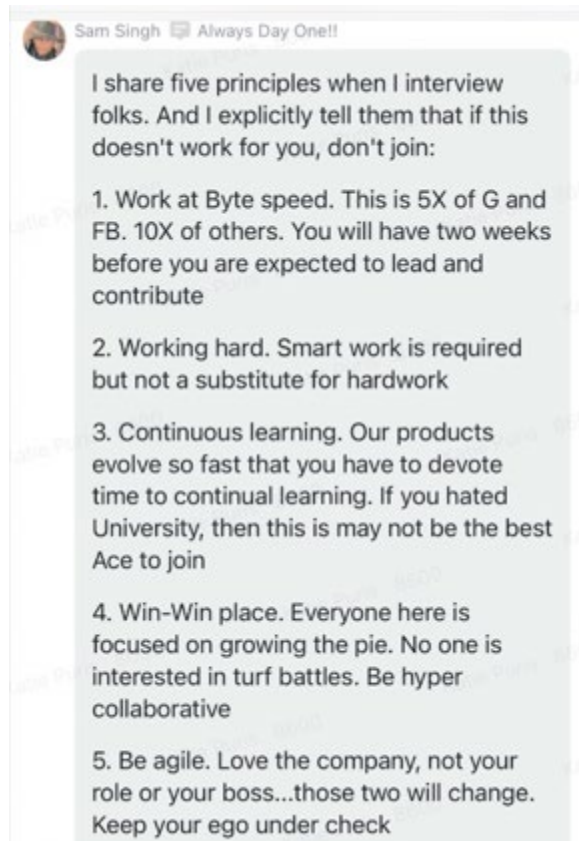 Sam Singh Always Day One!!
I share five principles when I interview
folks. And I explicitly tell them that if this
doesn't work for you, don't join:
1. Work at Byte speed. This is 5X of G and
FB. 10X of others. You will have two weeks
before you are expected to lead and
contribute
2. Working hard. Smart work is required
but not a substitute for hardwork
3. Continuous learning. Our products
evolve so fast that you have to devote
time to continual learning. If you hated
University, then this is may not be the best
Ace to join
4. Win-Win place. Everyone here is
focused on growing the pie. No one is
interested in turf battles. Be hyper
collaborative
5. Be agile. Love the company, not your
role or your boss...those two will change.
Keep your ego under check